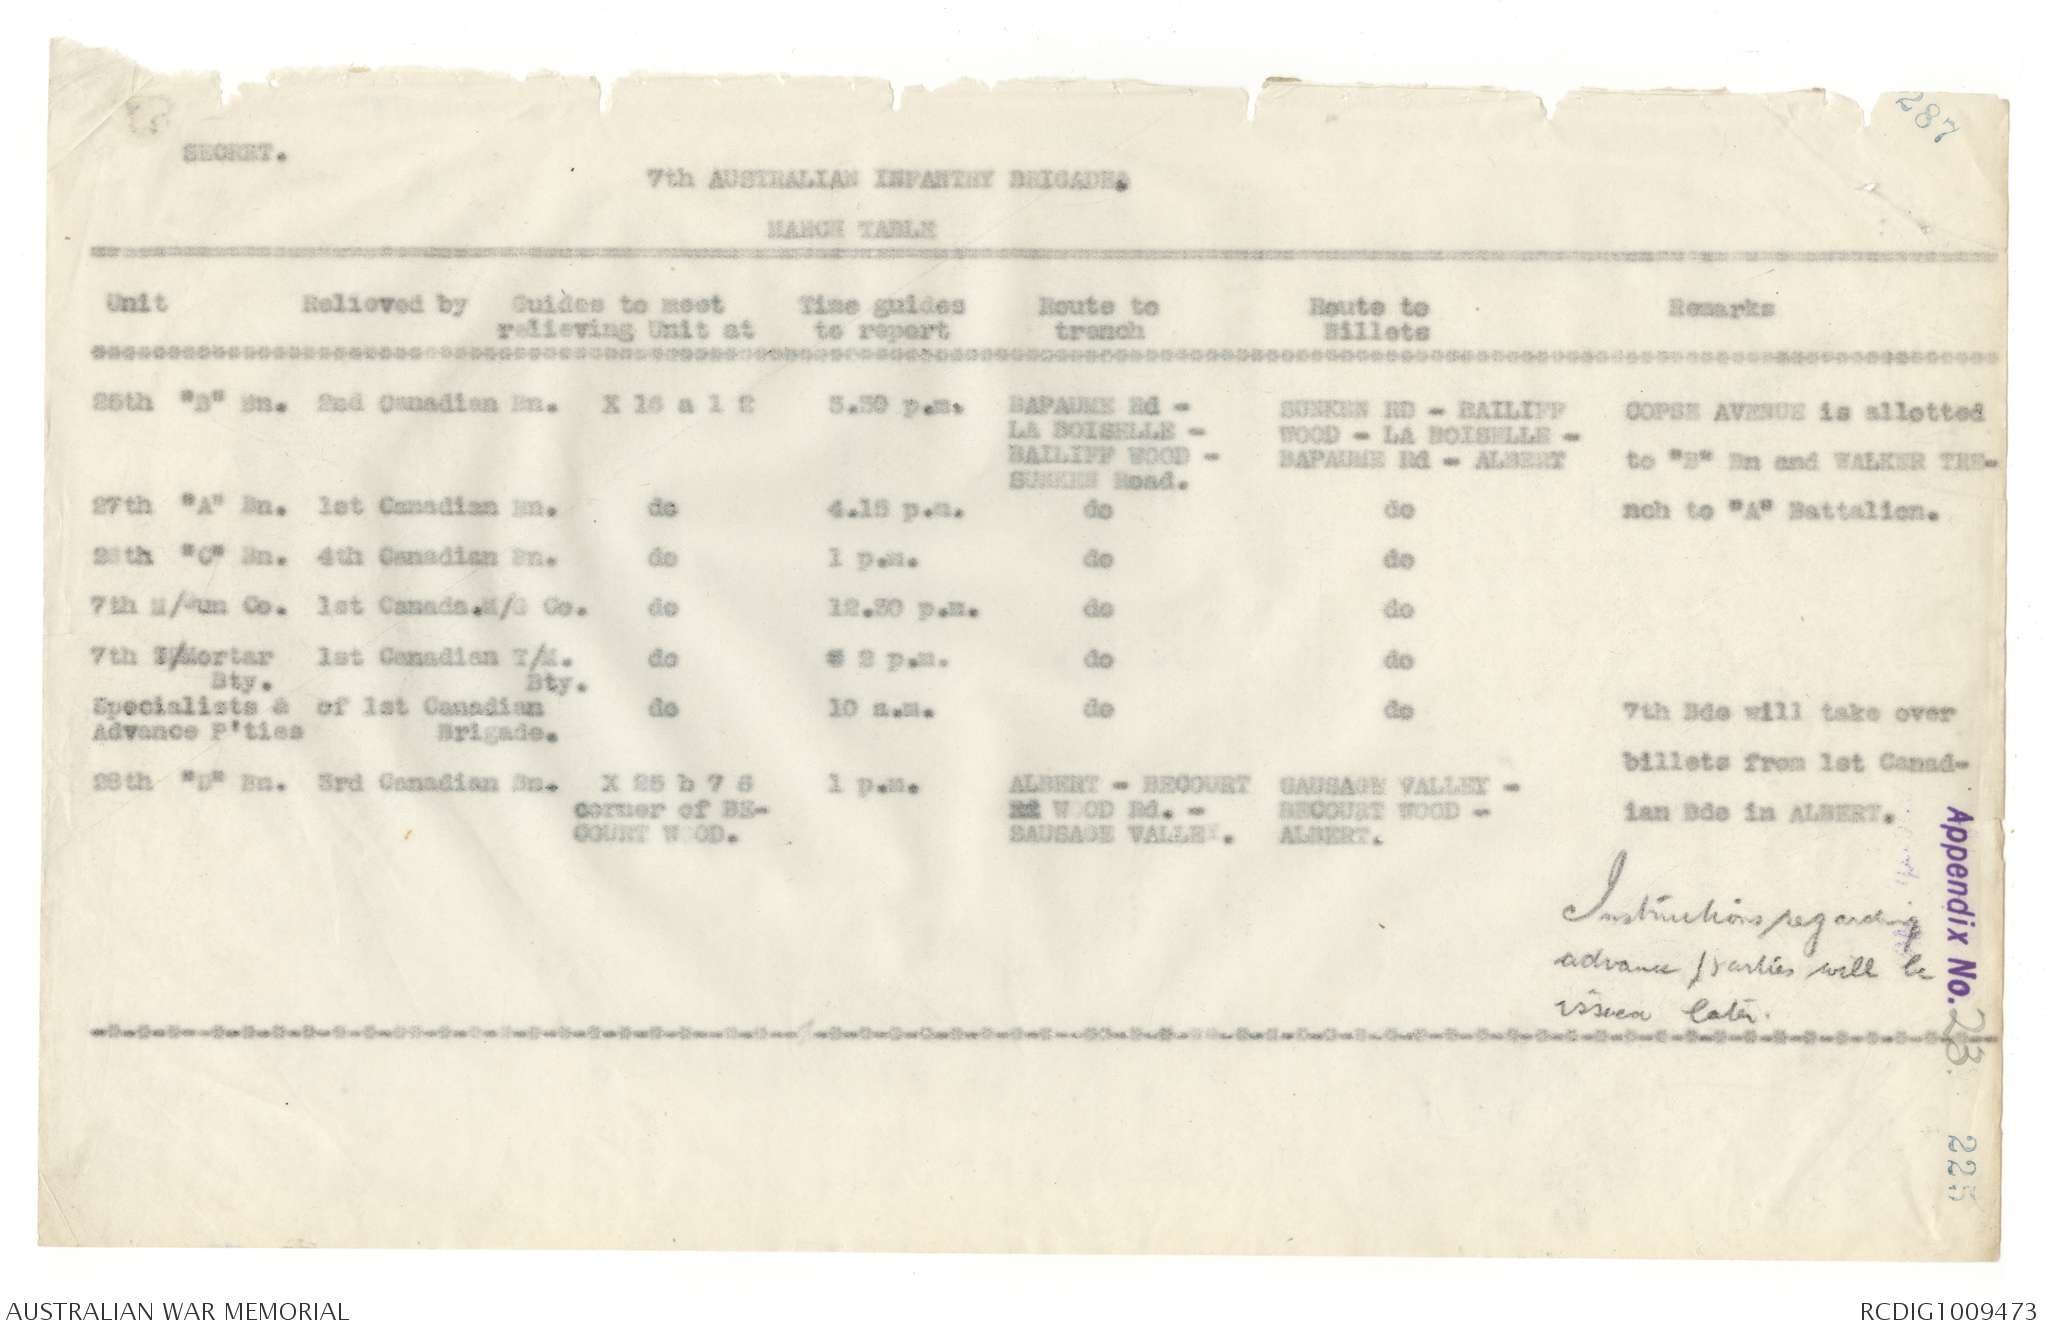 287
SECRET.
7th AUSTRALIAN INFANTRY BRIGADE.
MARCH TABLE
Unit Relieved by Guides to meet Time guides Route to Route to Remarks
relieving Unit at to report trench Billets
25th "B" Bn. 2nd Canadian Bn. X 16 a 1 2 p.m. BAPAUME Rd - SUNKEN RD - BAILIFF COPSE AVENUE is allotted
LA BOISELLE - WOOD - LA BOISELLE -
BAILIFF WOOD - BAPAUME Rd - ALBERT to "B" Bn and WALKER TRE-
SUNKEN Road.
27th "A" Bn. 1st Canadian Bn. do 4.15 p.m. do do nch to "A" Battalion.
"C" Bn. 4th Canadian Bn. do 1 p.m. do do
7th M/Gun Co. 1st Canada.M/G Co. do 12.30 p.m. do do
7th T/Mortar 1st Canadian T/M. do 2 p.m. do do
Bty. Bty.
Specialists & of 1st Canadian do 10 a.m. do do 7th Bde will take over
Advance P'ties Brigade.
billets from 1st Canad-
28th "D" Bn. 3rd Canadian Bn. X 25 b 7 6 1 p.m. ALBERT - BECOURT SAUSAGE VALLEY -
corner of BE- WOOD Rd. - BECOURT WOOD - ian Bde in ALBERT.
COURT WOOD. SAUSAGE VALLEY. ALBERT.
Instructions regarding
advance parties will be
issued later.
Appendix No. 23.
225
AUSTRALIAN WAR MEMORIAL
RCDIG1009473